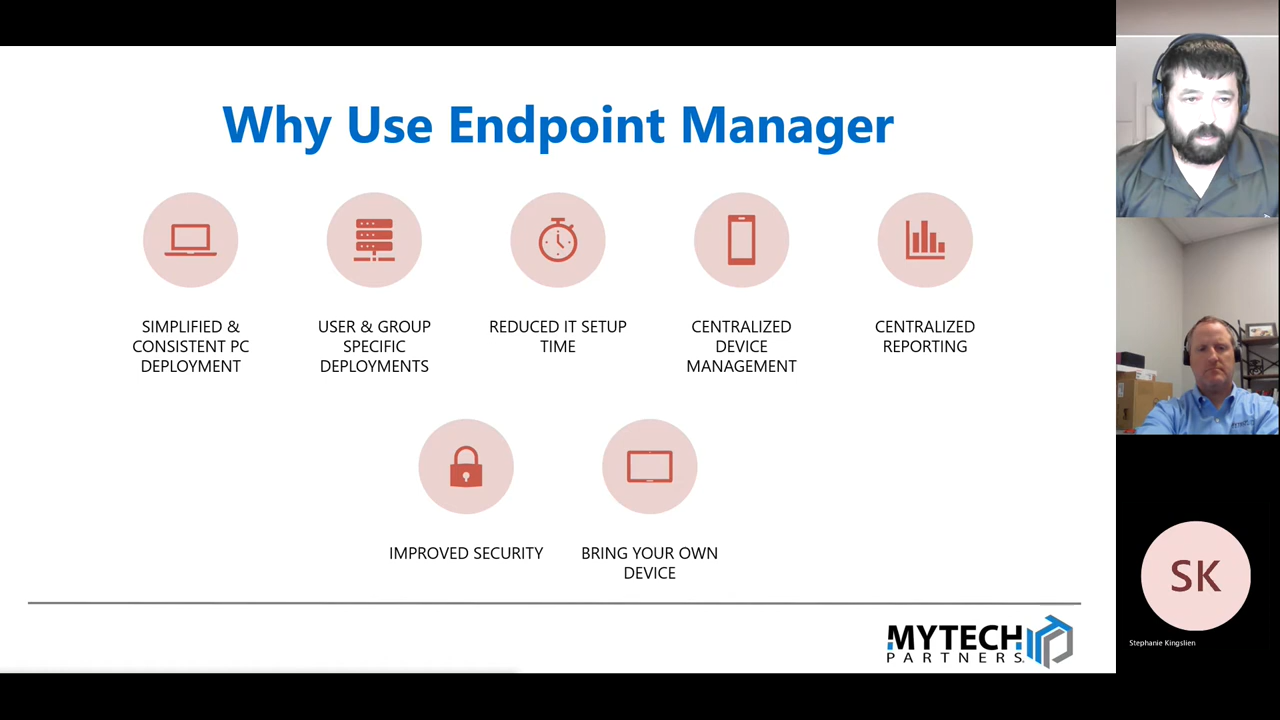 Why Use Endpoint Manager
SIMPLIFIED &
CONSISTENT PC
DEPLOYMENT
USER & GROUP
SPECIFIC
DEPLOYMENTS
REDUCED IT SETUP
TIME
CENTRALIZED
DEVICE
MANAGEMENT
CENTRALIZED
REPORTING
IMPROVED SECURITY
BRING YOUR OWN
DEVICE
MYTECH
PARTNERS
SK
Stephanie Kingslien